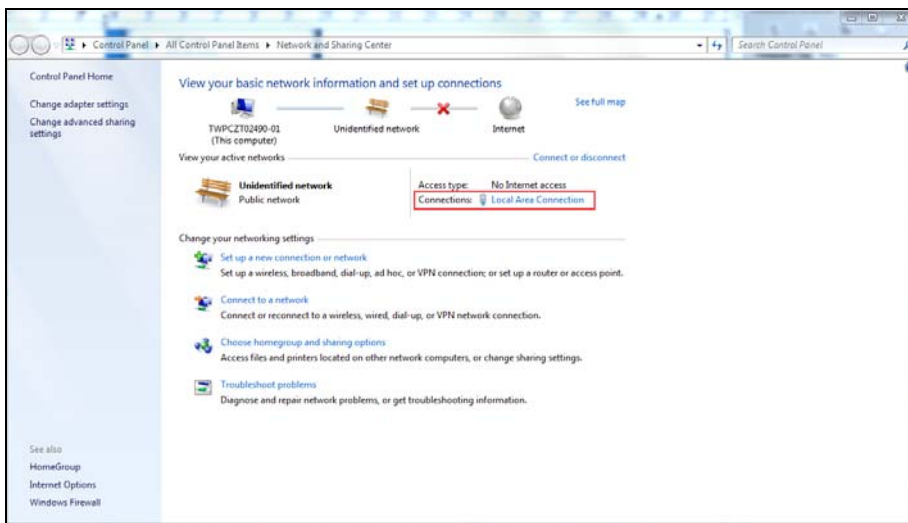 Control Panel ▸ All Control Panel Items ▸ Network and Sharing Center
Search Control Panel
Control Panel Home
Change adapter settings
Change advanced sharing
settings
See also
HomeGroup
Internet Options
Windows Firewall
View your basic network information and set up connections
See full map
TWPCZT02490-01
(This computer)
Unidentified network
Internet
View your active networks
Connect or disconnect
Unidentified network
Public network
Access type: No Internet access
Connections: Local Area Connection
Change your networking settings
Set up a new connection or network
Set up a wireless, broadband, dial-up, ad hoc, or VPN connection; or set up a router or access point.
Connect to a network
Connect or reconnect to a wireless, wired, dial-up, or VPN network connection.
Choose homegroup and sharing options
Access files and printers located on other network computers, or change sharing settings.
Troubleshoot problems
Diagnose and repair network problems, or get troubleshooting information.